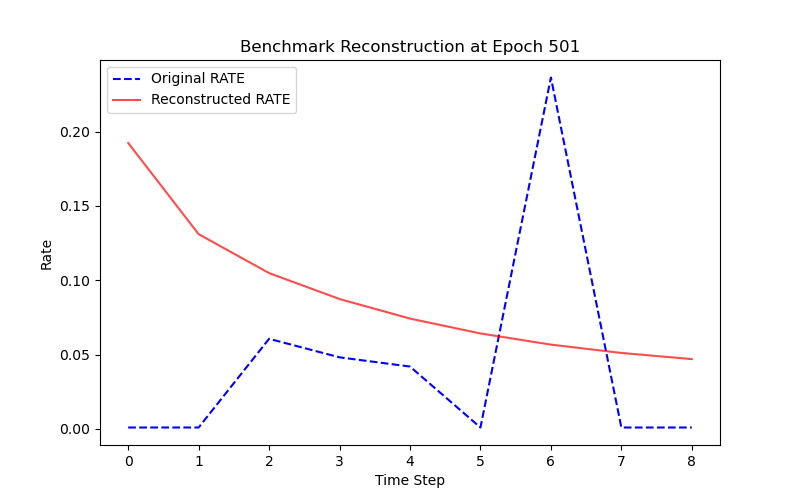 Benchmark Reconstruction at Epoch 501
Original RATE
Reconstructed RATE
0.20
0.15
0.10
0.05
0.00
Rate
0 1 2 3 4 5 6 7 8
Time Step